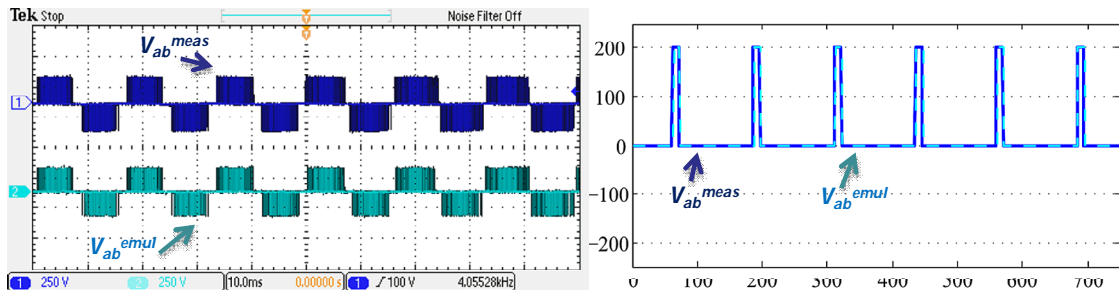 Tek Stop
Noise Filter Off
Vab meas
1
2
Vab emul
1 250 V
2 250 V
10.0ms
0.00000 s
1 100 V
4.05528kHz
200
100
0
−100
−200
Vab meas
Vab emul
0 100 200 300 400 500 600 700